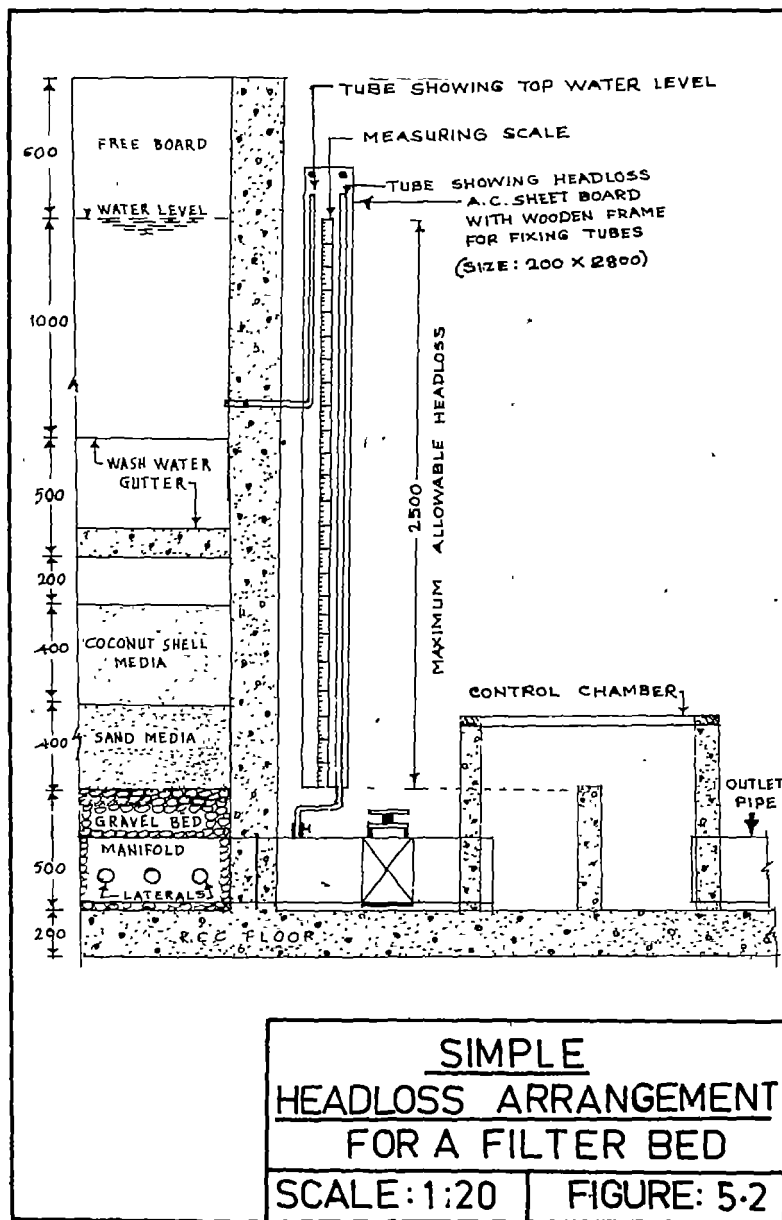 TUBE SHOWING TOP WATER LEVEL
MEASURING SCALE
TUBE SHOWING HEADLOSS
A.C. SHEET BOARD
WITH WOODEN FRAME
FOR FIXING TUBES
(SIZE: 200 X 2800)
600
FREE BOARD
WATER LEVEL
1000
WASH WATER
GUTTER
500
200
COCONUT SHELL
MEDIA
400
SAND MEDIA
400
GRAVEL BED
MANIFOLD
LATERALS
500
200
R.C.C FLOOR
2500
MAXIMUM ALLOWABLE HEADLOSS
CONTROL CHAMBER
OUTLET
PIPE
SIMPLE
HEADLOSS ARRANGEMENT
FOR A FILTER BED
SCALE: 1:20
FIGURE: 5.2